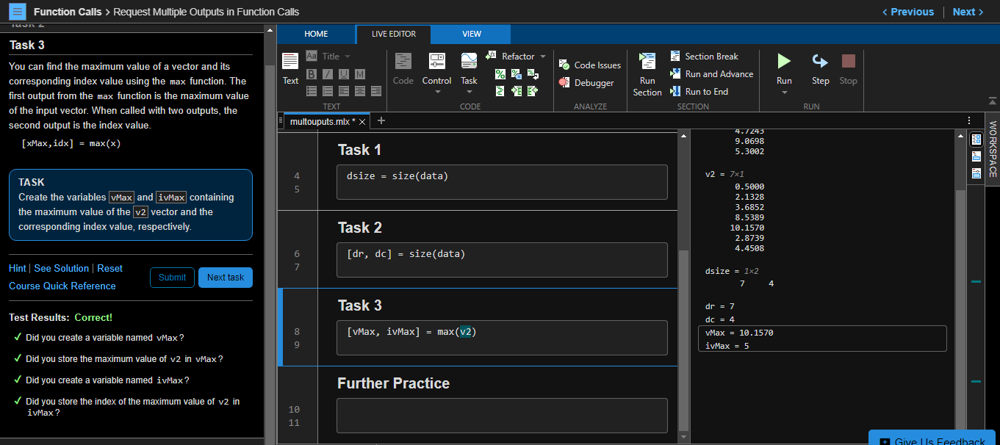 Function Calls > Request Multiple Outputs in Function Calls
< Previous | Next >
Task 2
Task 3
You can find the maximum value of a vector and its
corresponding index value using the max function. The
first output from the max function is the maximum value
of the input vector. When called with two outputs, the
second output is the index value.
[xMax,idx] = max(x)
TASK
Create the variables vMax and ivMax containing
the maximum value of the v2 vector and the
corresponding index value, respectively.
Hint | See Solution | Reset
Course Quick Reference
Submit
Next task
Test Results: Correct!
✓ Did you create a variable named vMax?
✓ Did you store the maximum value of v2 in vMax?
✓ Did you create a variable named ivMax?
✓ Did you store the index of the maximum value of v2 in
ivMax?
HOME
LIVE EDITOR
VIEW
Text
Aa Title
B I U M
TEXT
Code
Control
Task
Refactor
CODE
Code Issues
Debugger
ANALYZE
Run
Section
Section Break
Run and Advance
Run to End
SECTION
Run
Step
Stop
RUN
multouputs.mlx * ×
+
WORKSPACE
Task 1
4 dsize = size(data)
5
Task 2
6 [dr, dc] = size(data)
7
Task 3
8 [vMax, ivMax] = max(v2)
9
Further Practice
10
11
4.7243
9.0698
5.3002
v2 = 7×1
0.5000
2.1328
3.6852
8.5389
10.1570
2.8739
4.4508
dsize = 1×2
7 4
dr = 7
dc = 4
vMax = 10.1570
ivMax = 5
Give Us Feedback